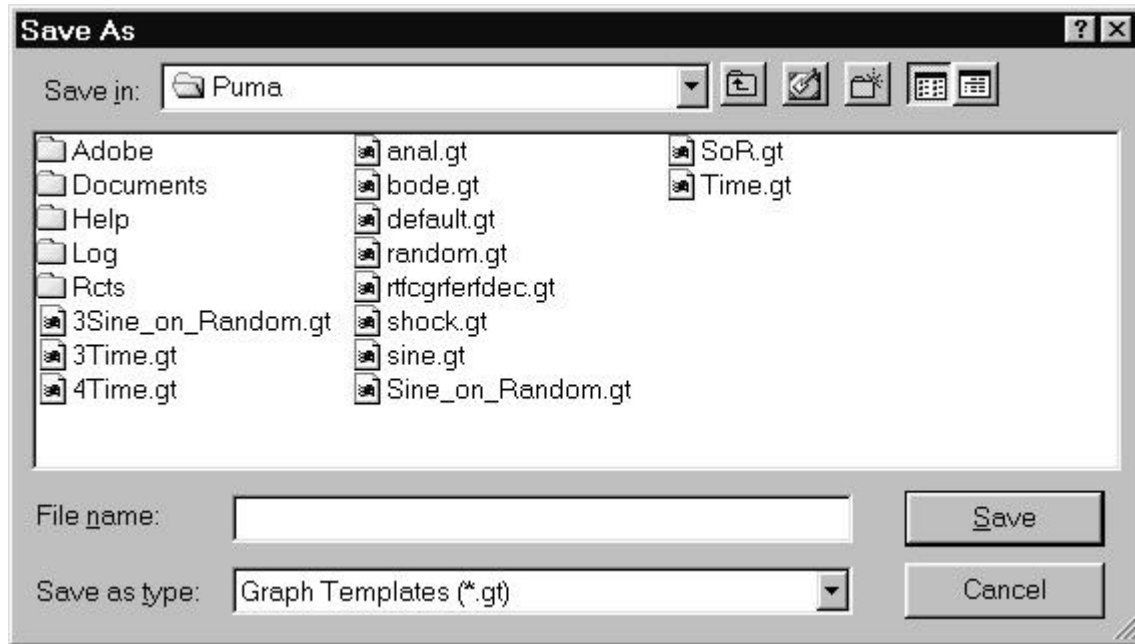 Save As
Save in: Puma
Adobe
Documents
Help
Log
Rcts
3Sine_on_Random.gt
3Time.gt
4Time.gt
anal.gt
bode.gt
default.gt
random.gt
rtfcgrferfdec.gt
shock.gt
sine.gt
Sine_on_Random.gt
SoR.gt
Time.gt
File name:
Save
Save as type: Graph Templates (*.gt)
Cancel